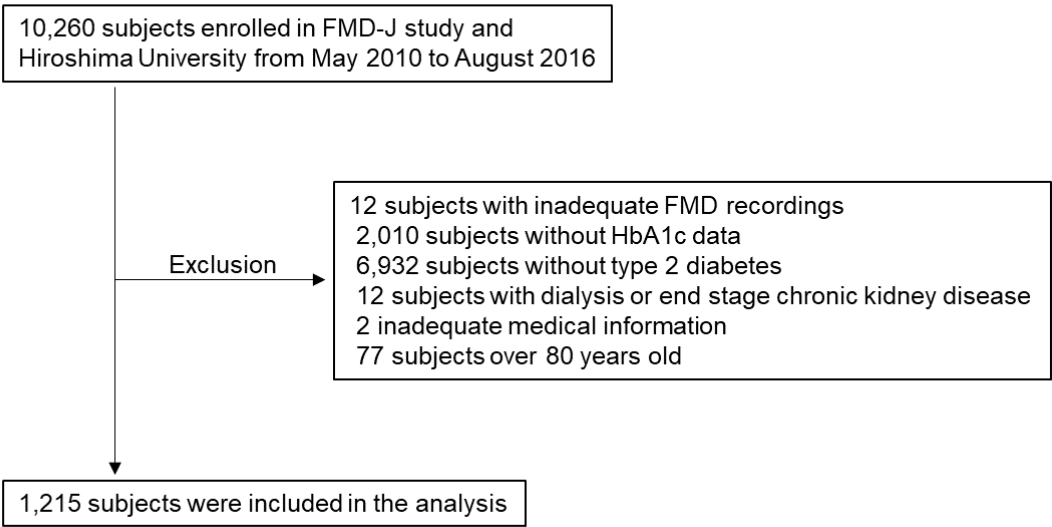 10,260 subjects enrolled in FMD-J study and
Hiroshima University from May 2010 to August 2016
12 subjects with inadequate FMD recordings
2,010 subjects without HbA1c data
6,932 subjects without type 2 diabetes
12 subjects with dialysis or end stage chronic kidney disease
2 inadequate medical information
77 subjects over 80 years old
Exclusion
1,215 subjects were included in the analysis